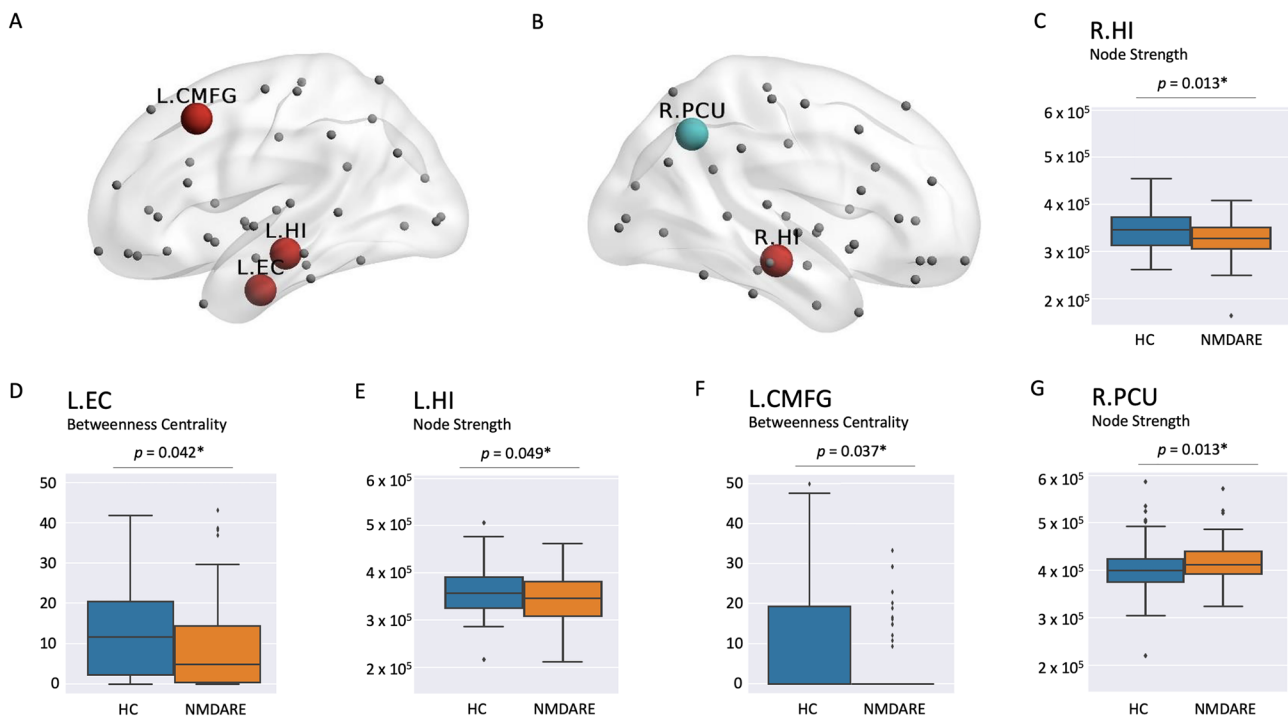 A
B
C
L.CMFG
L.HI
L.EC
R.PCU
R.HI
R.HI
Node Strength
p = 0.013*
6 x 10⁵
5 x 10⁵
4 x 10⁵
3 x 10⁵
2 x 10⁵
HC NMDARE
D
L.EC
Betweenness Centrality
p = 0.042*
50
40
30
20
10
0
HC NMDARE
E
L.HI
Node Strength
p = 0.049*
6 x 10⁵
5 x 10⁵
4 x 10⁵
3 x 10⁵
2 x 10⁵
HC NMDARE
F
L.CMFG
Betweenness Centrality
p = 0.037*
50
40
30
20
10
0
HC NMDARE
G
R.PCU
Node Strength
p = 0.013*
6 x 10⁵
5 x 10⁵
4 x 10⁵
3 x 10⁵
2 x 10⁵
HC NMDARE